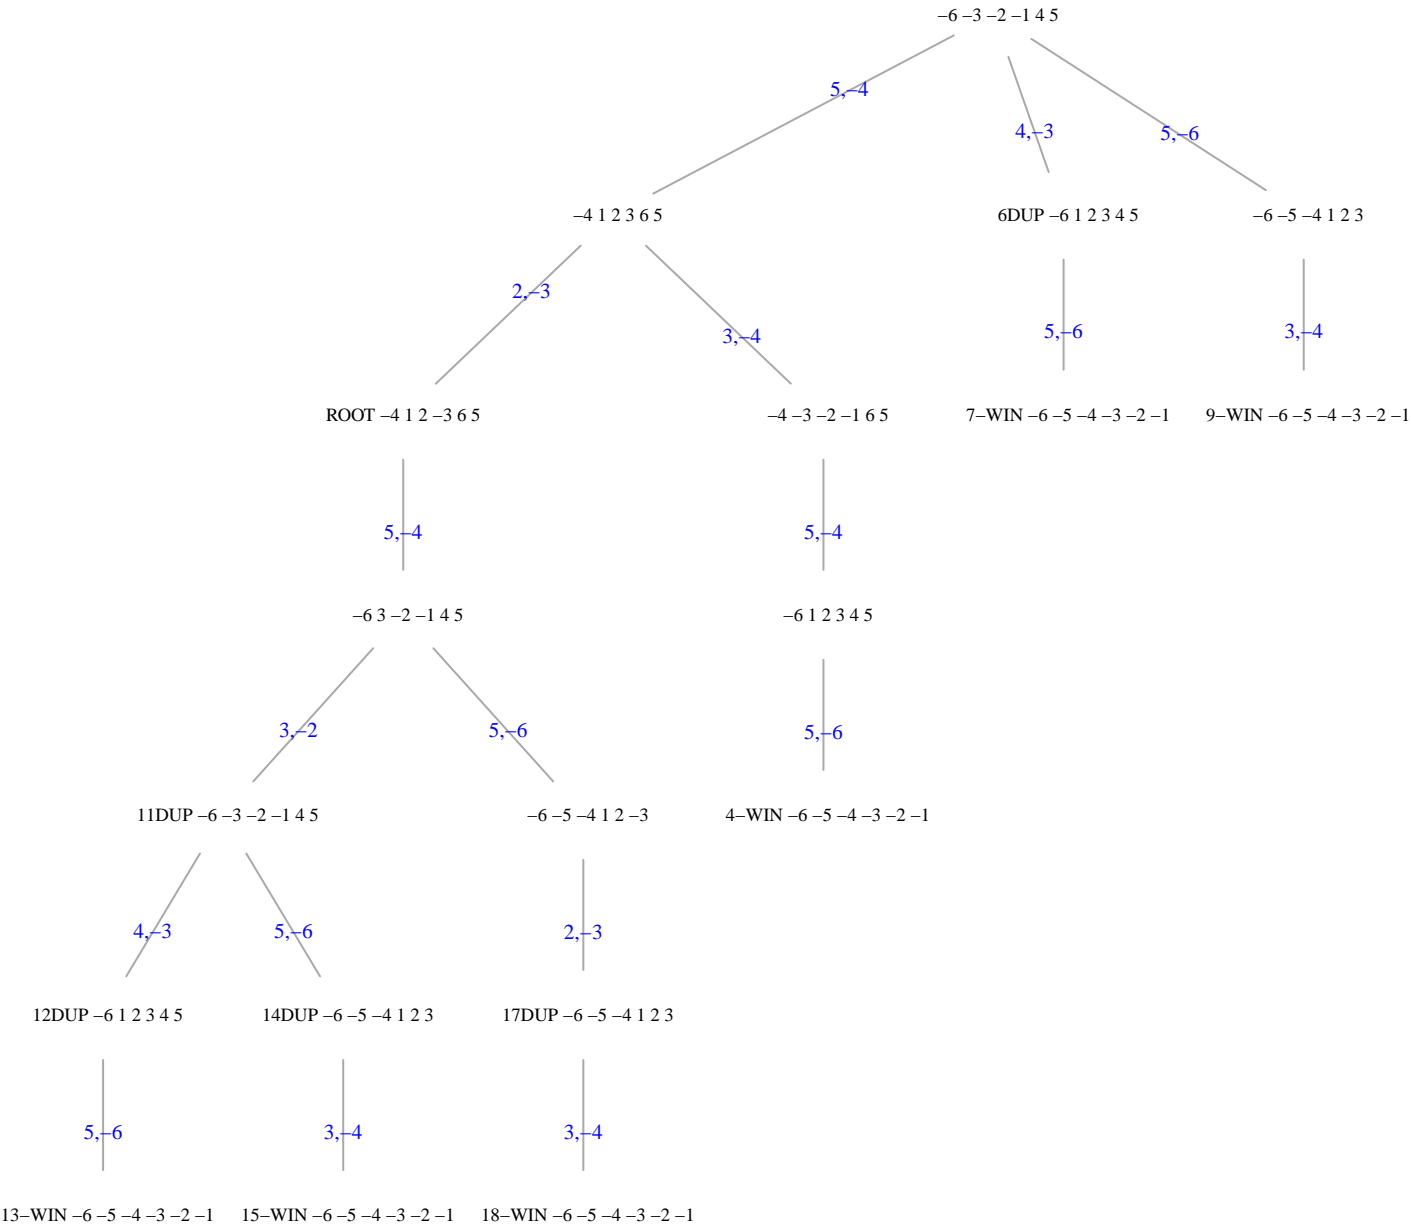 –6 –3 –2 –1 4 5
5,–4
4,–3
5,–6
–4 1 2 3 6 5
6DUP –6 1 2 3 4 5
–6 –5 –4 1 2 3
2,–3
3,–4
5,–6
3,–4
ROOT –4 1 2 –3 6 5
–4 –3 –2 –1 6 5
7–WIN –6 –5 –4 –3 –2 –1
9–WIN –6 –5 –4 –3 –2 –1
5,–4
5,–4
–6 3 –2 –1 4 5
–6 1 2 3 4 5
3,–2
5,–6
5,–6
11DUP –6 –3 –2 –1 4 5
–6 –5 –4 1 2 –3
4–WIN –6 –5 –4 –3 –2 –1
4,–3
5,–6
2,–3
12DUP –6 1 2 3 4 5
14DUP –6 –5 –4 1 2 3
17DUP –6 –5 –4 1 2 3
5,–6
3,–4
3,–4
13–WIN –6 –5 –4 –3 –2 –1
15–WIN –6 –5 –4 –3 –2 –1
18–WIN –6 –5 –4 –3 –2 –1